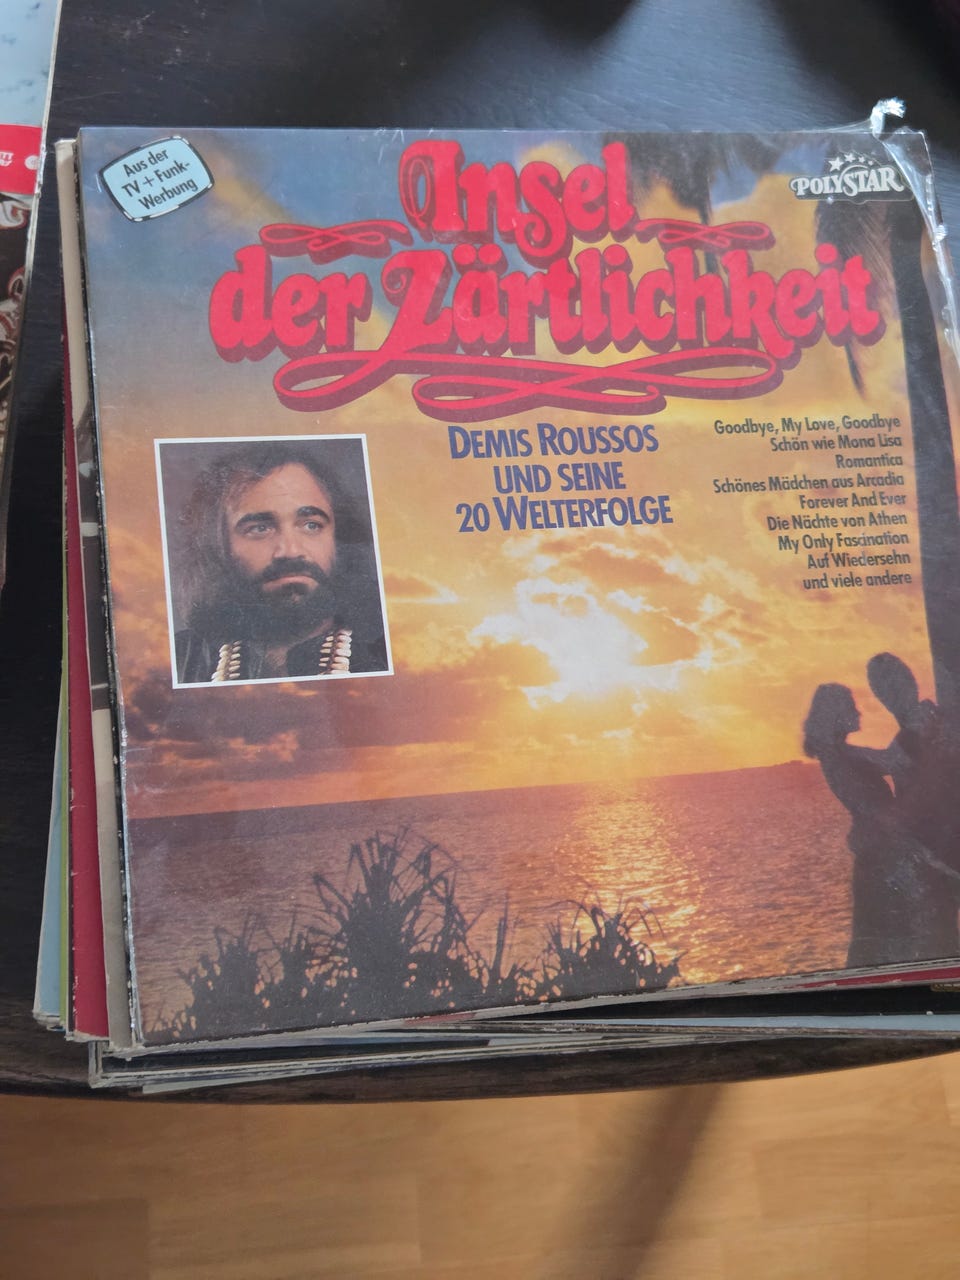 Aus der
TV + Funk-
Werbung
POLYSTAR
Insel
der Zärtlichkeit
DEMIS ROUSSOS
UND SEINE
20 WELTERFOLGE
Goodbye, My Love, Goodbye
Schön wie Mona Lisa
Romantica
Schönes Mädchen aus Arcadia
Forever And Ever
Die Nächte von Athen
My Only Fascination
Auf Wiedersehn
und viele andere